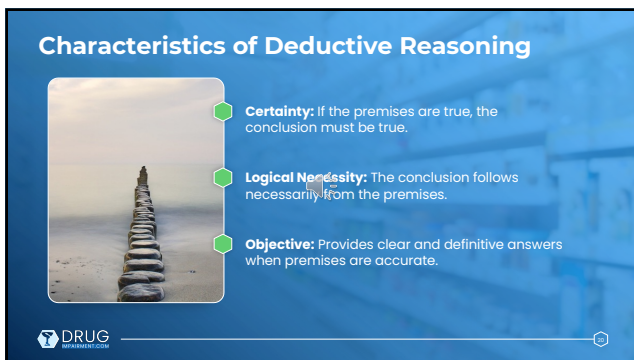 Characteristics of Deductive Reasoning
Certainty: If the premises are true, the
conclusion must be true.
Logical Necessity: The conclusion follows
necessarily from the premises.
Objective: Provides clear and definitive answers
when premises are accurate.
DRUG
IMPAIRMENT.COM
20